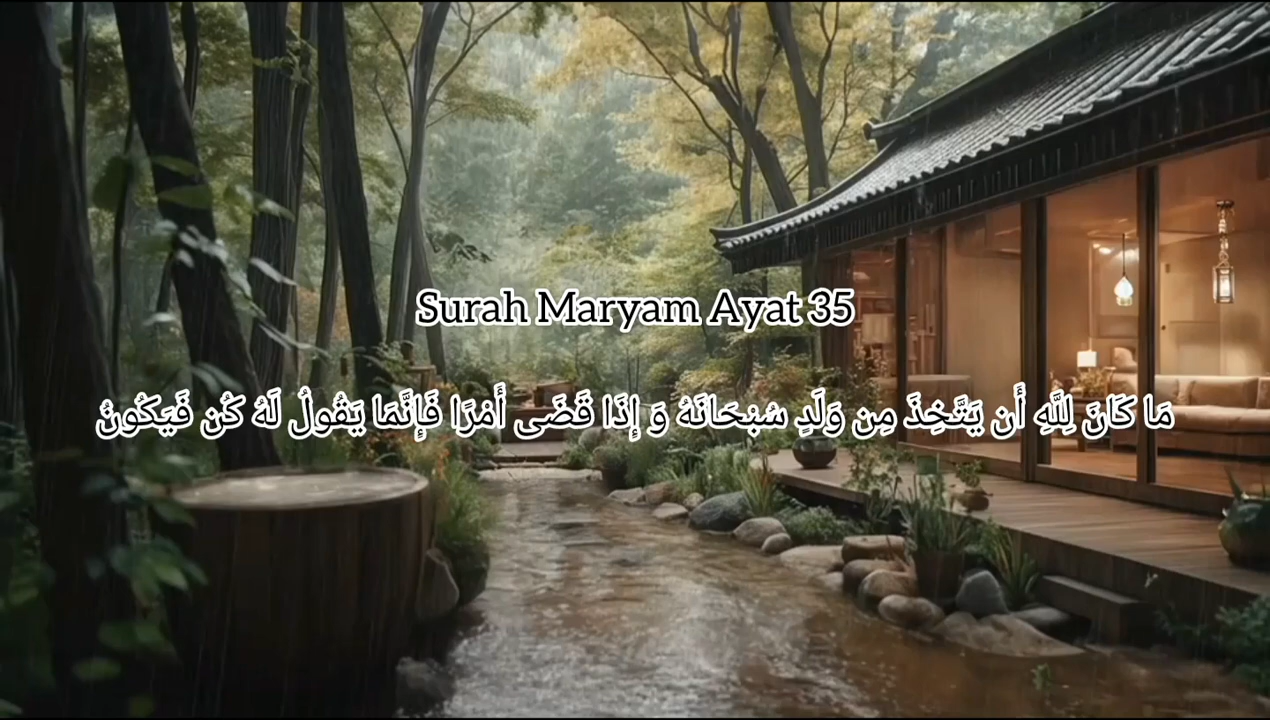 Surah Maryam Ayat 35
مَا كَانَ لِلَّهِ أَن يَتَّخِذَ مِن وَلَدٍ سُبْحَانَهُ وَ إِذَا قَضَى أَمْرًا فَإِنَّمَا يَقُولُ لَهُ كُن فَيَكُونُ